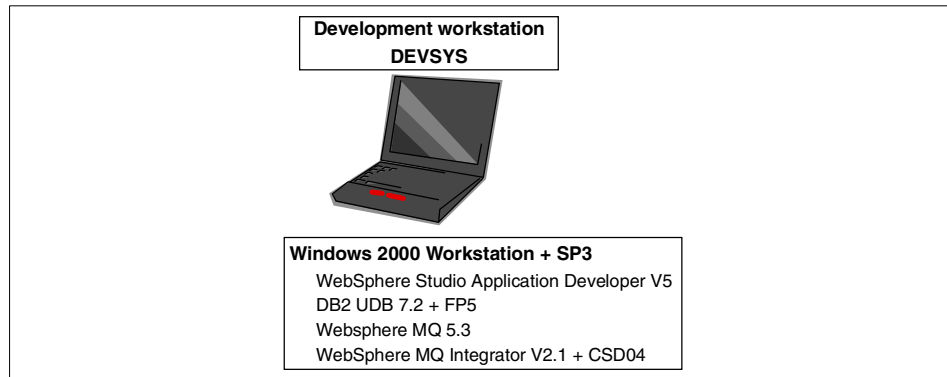 Development workstation
DEVSYS
Windows 2000 Workstation + SP3
WebSphere Studio Application Developer V5
DB2 UDB 7.2 + FP5
Websphere MQ 5.3
WebSphere MQ Integrator V2.1 + CSD04